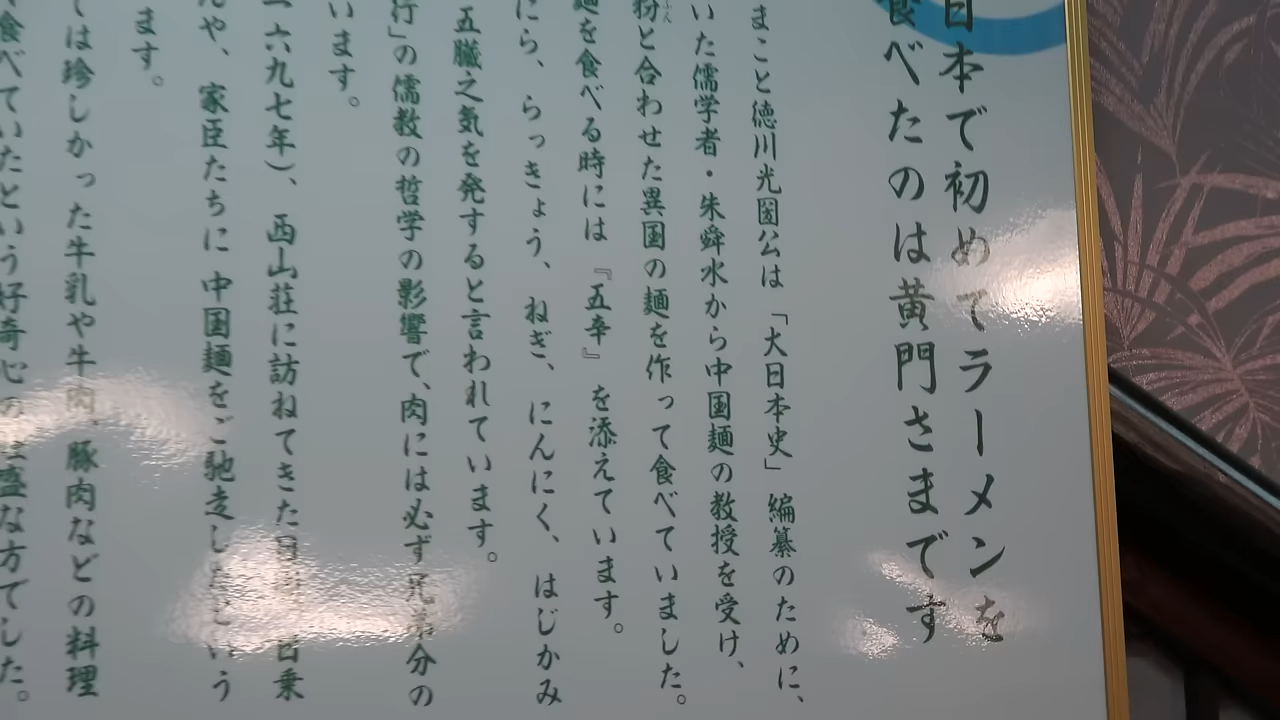 日本で初めてラーメンを
食べたのは黄門さまです
まこと徳川光圀公は「大日本史」編纂のために、
いた儒学者・朱舜水から中国麺の教授を受け、
粉と合わせた異国の麺を作って食べていました。
麺を食べる時には『五辛』を添えています。
にら、らっきょう、ねぎ、にんにく、はじかみ
五臓之気を発すると言われています。
行」の儒教の哲学の影響で、肉には必ず 分の
います。
六九七年）、西山荘に訪ねてきた 日乗
や、家臣たちに中国麺をご馳走したという
ます。
ては珍しかった牛乳や牛肉、豚肉などの料理
食べていたという好奇心の 盛な方でした。